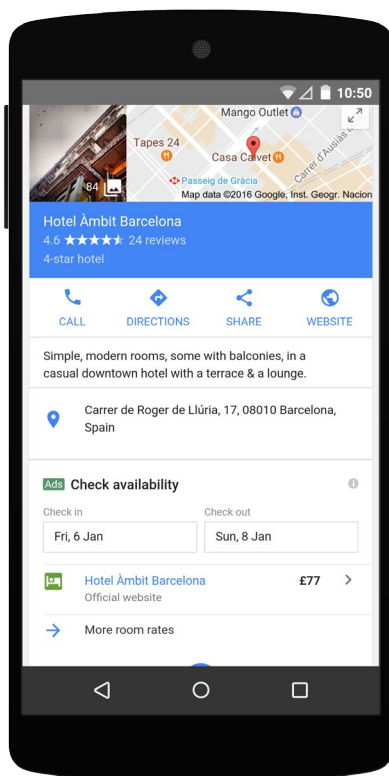 10:50
Mango Outlet
Tapes 24
Casa Calvet
Carrer d'Ausiàs
Passeig de Gràcia
84
Map data ©2016 Google, Inst. Geogr. Nacion
Hotel Àmbit Barcelona
4.6 ★★★★★ 24 reviews
4-star hotel
CALL DIRECTIONS SHARE WEBSITE
Simple, modern rooms, some with balconies, in a
casual downtown hotel with a terrace & a lounge.
Carrer de Roger de Llúria, 17, 08010 Barcelona,
Spain
Ads Check availability
Check in Check out
Fri, 6 Jan Sun, 8 Jan
Hotel Àmbit Barcelona £77
Official website
More room rates